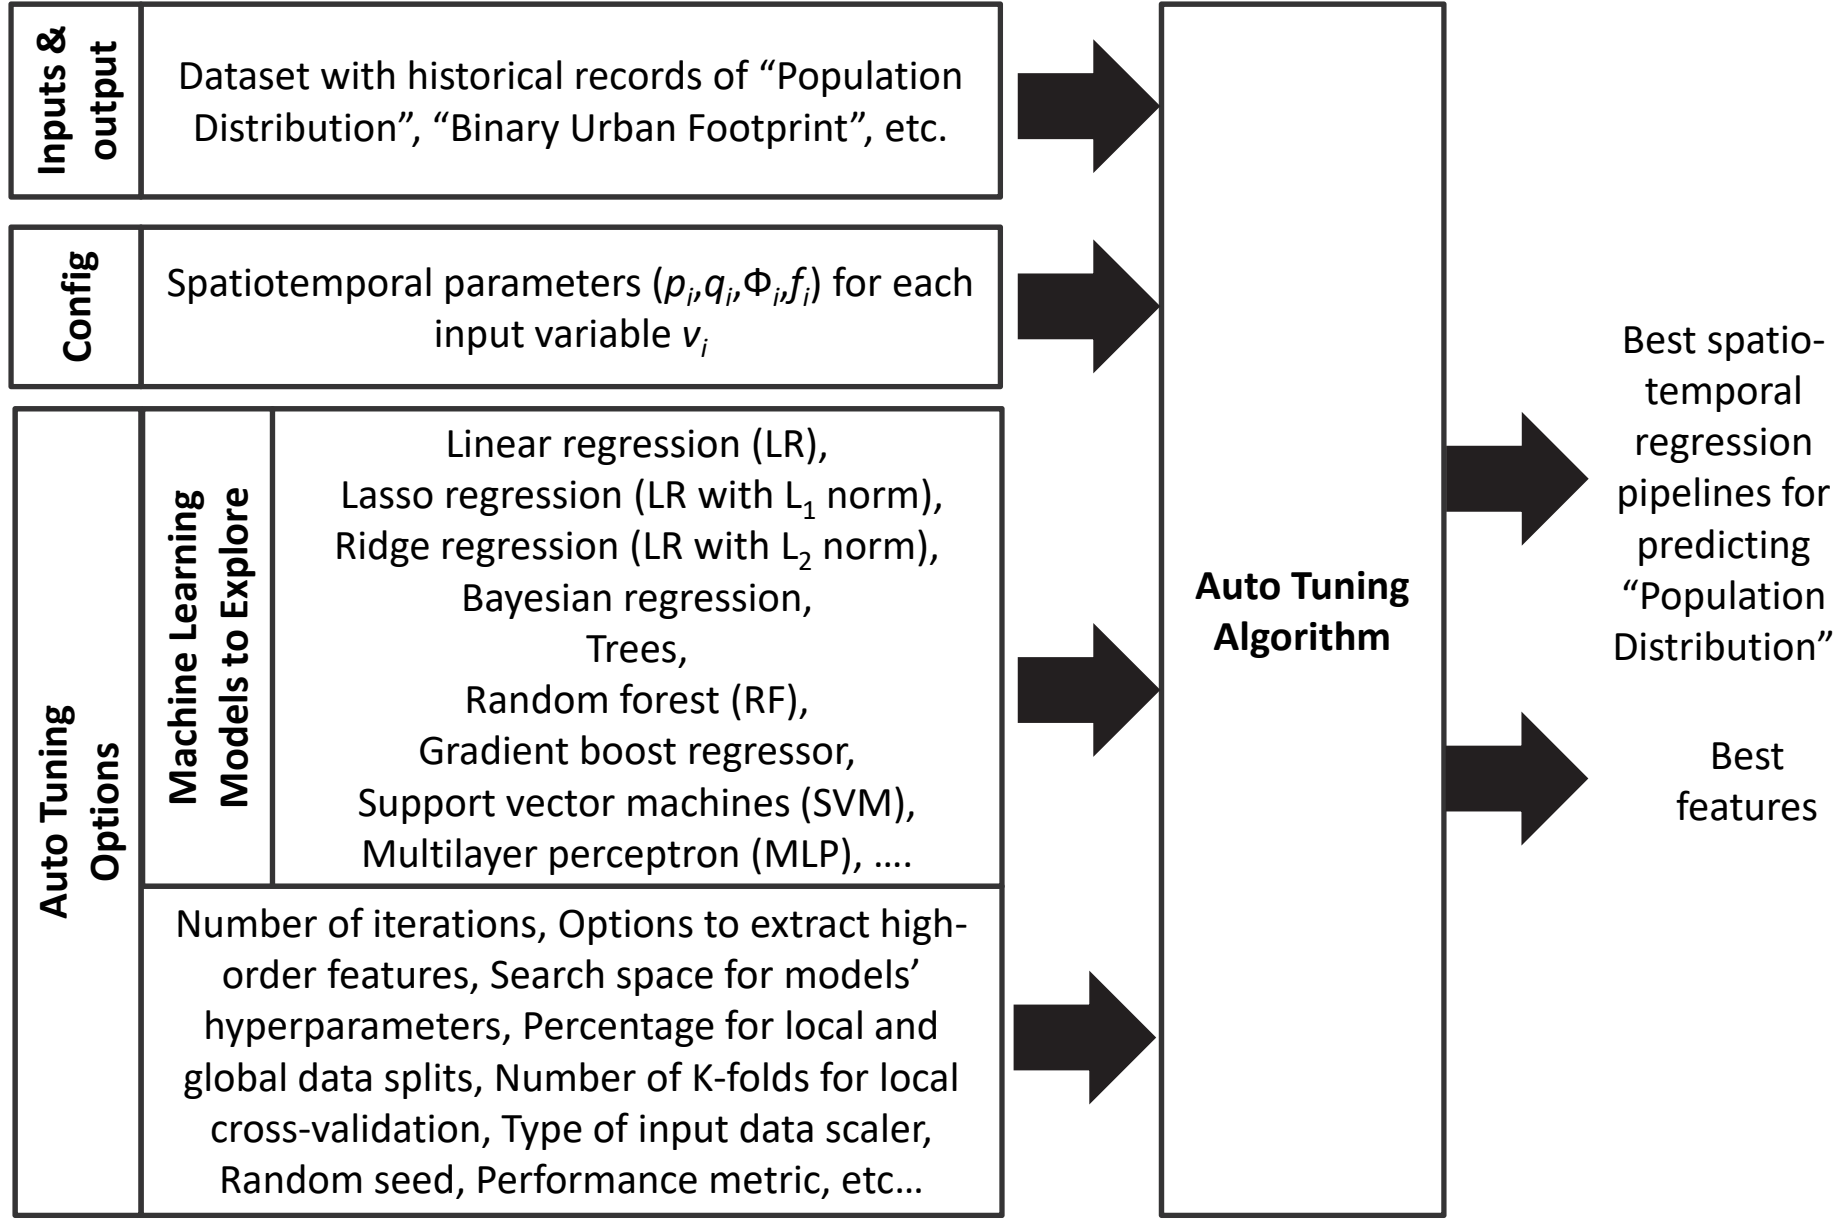 Inputs &
output
Dataset with historical records of “Population
Distribution”, “Binary Urban Footprint”, etc.
Config
Spatiotemporal parameters (pᵢ,qᵢ,Φᵢ,fᵢ) for each
input variable vᵢ
Auto Tuning
Options
Machine Learning
Models to Explore
Linear regression (LR),
Lasso regression (LR with L₁ norm),
Ridge regression (LR with L₂ norm),
Bayesian regression,
Trees,
Random forest (RF),
Gradient boost regressor,
Support vector machines (SVM),
Multilayer perceptron (MLP), ....
Number of iterations, Options to extract high-
order features, Search space for models’
hyperparameters, Percentage for local and
global data splits, Number of K-folds for local
cross-validation, Type of input data scaler,
Random seed, Performance metric, etc…
Auto Tuning
Algorithm
Best spatio-
temporal
regression
pipelines for
predicting
“Population
Distribution”
Best
features